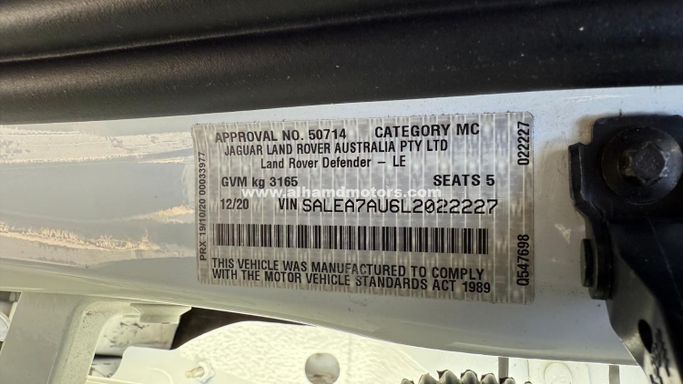 APPROVAL NO. 50714 CATEGORY MC
JAGUAR LAND ROVER AUSTRALIA PTY LTD
Land Rover Defender - LE
GVM kg 3165 SEATS 5
www.alhamdmotors.com
12/20 VIN SALEA7AU6L2022227
THIS VEHICLE WAS MANUFACTURED TO COMPLY
WITH THE MOTOR VEHICLE STANDARDS ACT 1989
PRX 19/10/20 00033977
022227
Q547698